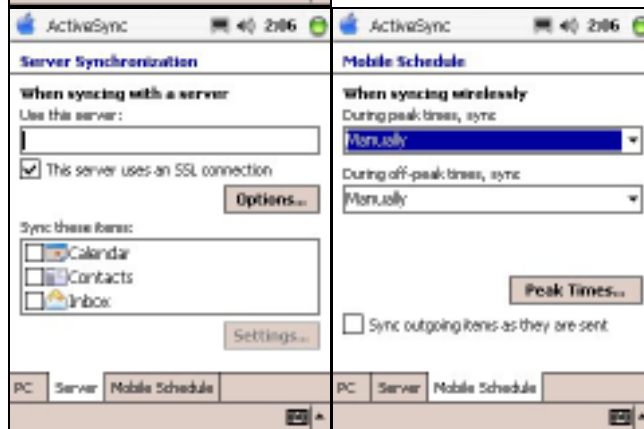 ActiveSync 2:06
Server Synchronization
When syncing with a server
Use this server:
This server uses an SSL connection
Options...
Sync these items:
Calendar
Contacts
Inbox
Settings...
PC Server Mobile Schedule
ActiveSync 2:06
Mobile Schedule
When syncing wirelessly
During peak times, sync
Manually
During off-peak times, sync
Manually
Peak Times...
Sync outgoing items as they are sent
PC Server Mobile Schedule